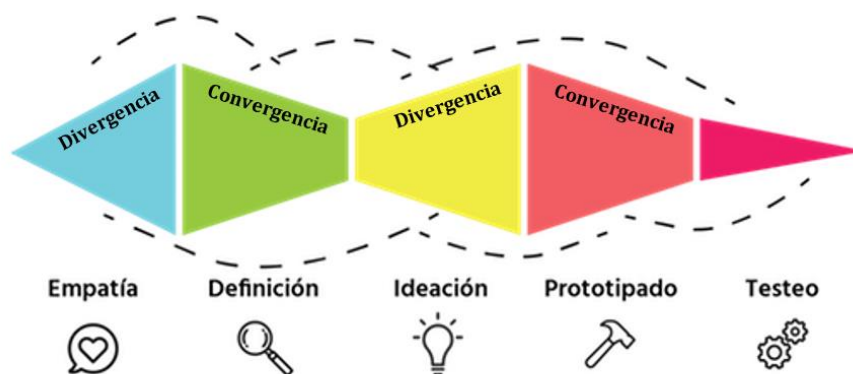 Divergencia
Convergencia
Divergencia
Convergencia
Empatía
Definición
Ideación
Prototipado
Testeo